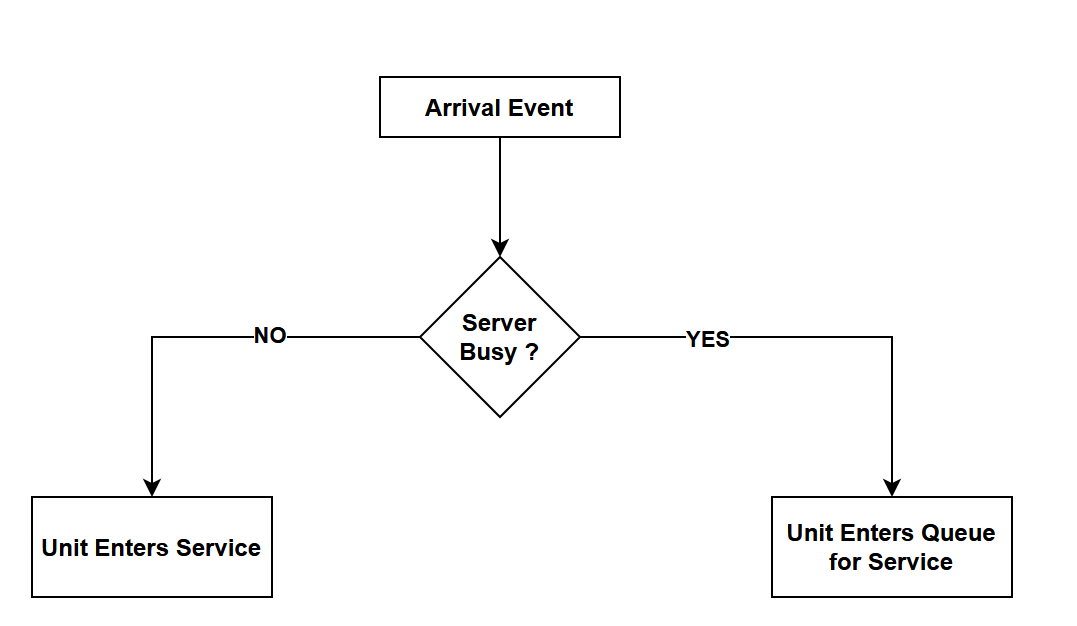 Arrival Event
Server
Busy ?
NO
YES
Unit Enters Service
Unit Enters Queue
for Service